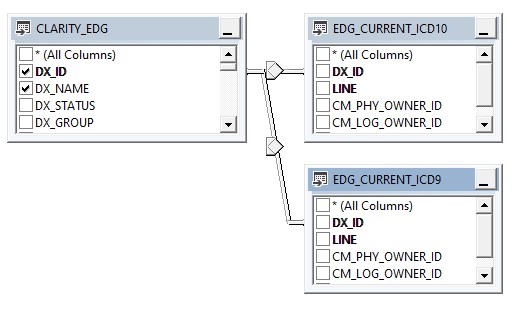 CLARITY_EDG
* (All Columns)
DX_ID
DX_NAME
DX_STATUS
DX_GROUP
EDG_CURRENT_ICD10
* (All Columns)
DX_ID
LINE
CM_PHY_OWNER_ID
CM_LOG_OWNER_ID
EDG_CURRENT_ICD9
* (All Columns)
DX_ID
LINE
CM_PHY_OWNER_ID
CM_LOG_OWNER_ID